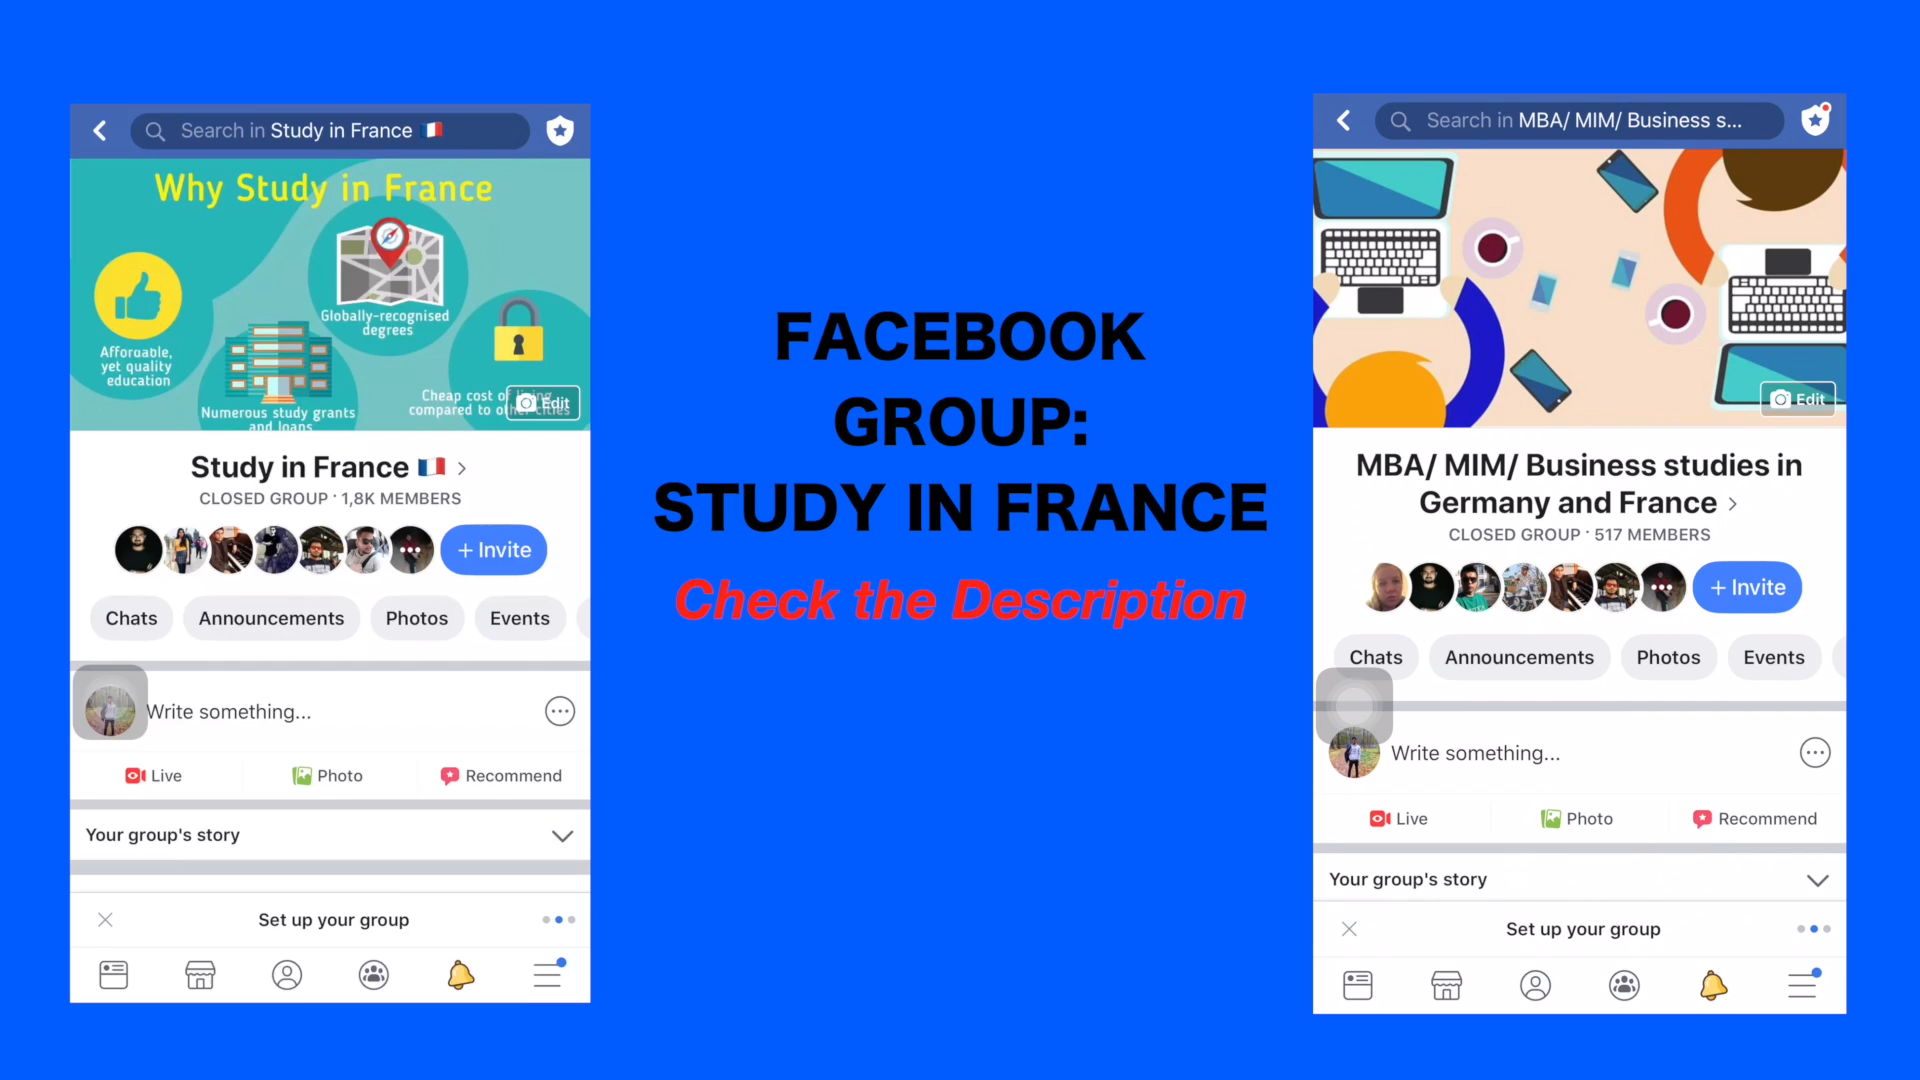 Search in Study in France 🇫🇷
Why Study in France
Globally-recognised
degrees
Affordable,
yet quality
education
Numerous study grants
and loans
Cheap cost of living
compared to other cities
Edit
Study in France 🇫🇷 >
CLOSED GROUP · 1,8K MEMBERS
+ Invite
Chats Announcements Photos Events
Write something...
Live Photo Recommend
Your group's story
Set up your group
FACEBOOK
GROUP:
STUDY IN FRANCE
Check the Description
Search in MBA/ MIM/ Business s...
Edit
MBA/ MIM/ Business studies in
Germany and France >
CLOSED GROUP · 517 MEMBERS
+ Invite
Chats Announcements Photos Events
Write something...
Live Photo Recommend
Your group's story
Set up your group